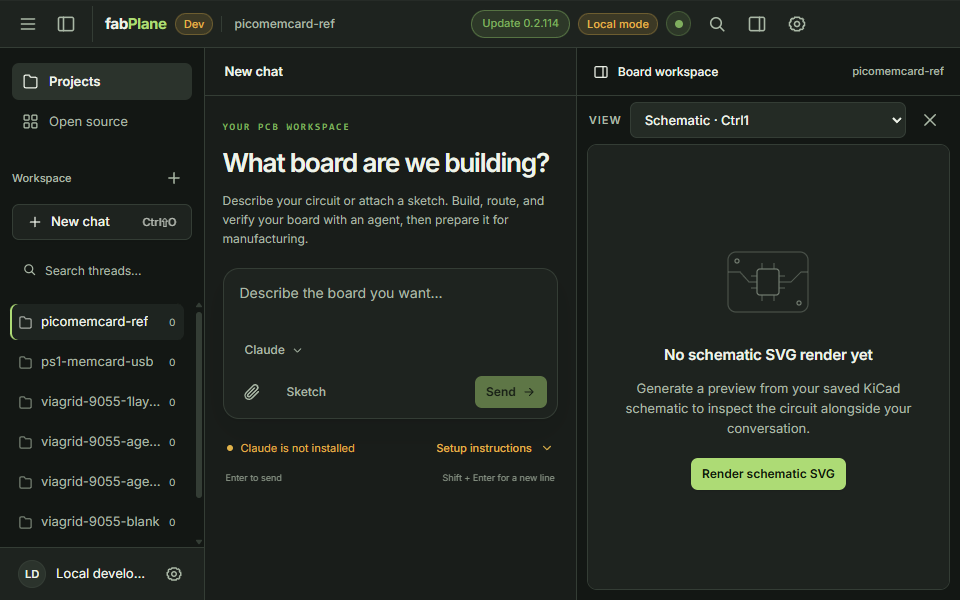 fabPlane
Dev
picomemcard-ref
Update 0.2.114
Local mode
Projects
Open source
Workspace
New chat
Ctrl⇧O
Search threads...
picomemcard-ref 0
ps1-memcard-usb 0
viagrid-9055-1lay... 0
viagrid-9055-age... 0
viagrid-9055-age... 0
viagrid-9055-blank 0
LD
Local develo...
New chat
YOUR PCB WORKSPACE
What board are we building?
Describe your circuit or attach a sketch. Build, route, and
verify your board with an agent, then prepare it for
manufacturing.
Describe the board you want...
Claude
Sketch
Send →
Claude is not installed
Setup instructions
Enter to send
Shift + Enter for a new line
Board workspace
picomemcard-ref
VIEW
Schematic · Ctrl1
No schematic SVG render yet
Generate a preview from your saved KiCad
schematic to inspect the circuit alongside your
conversation.
Render schematic SVG